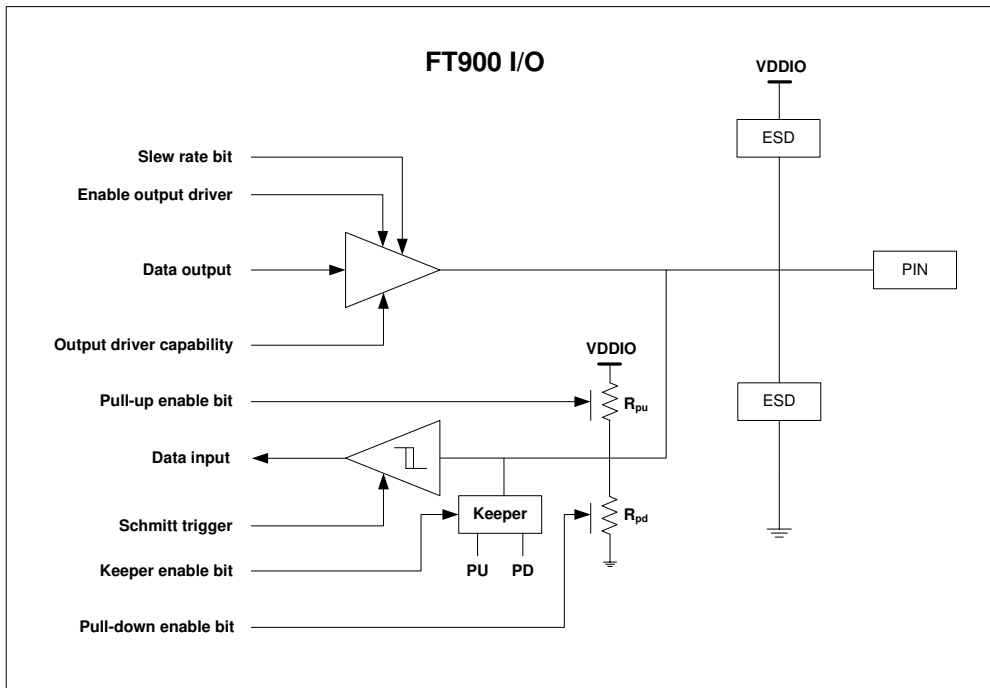 FT900 I/O
VDDIO
ESD
Slew rate bit
Enable output driver
Data output
PIN
Output driver capability
VDDIO
Pull-up enable bit
Rpu
ESD
Data input
Keeper
Rpd
Schmitt trigger
Keeper enable bit
PU PD
Pull-down enable bit